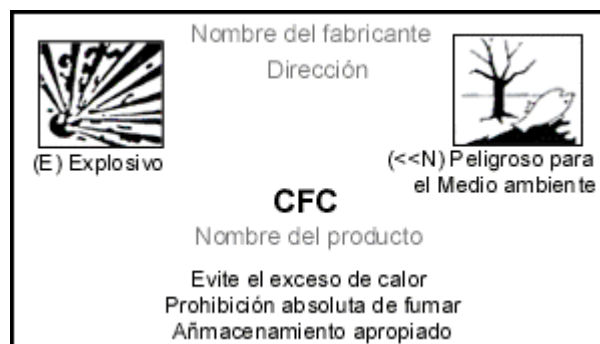 Nombre del fabricante
Dirección
(E) Explosivo
(<<N) Peligroso para
el Medio ambiente
CFC
Nombre del producto
Evite el exceso de calor
Prohibición absoluta de fumar
Añmacenamiento apropiado